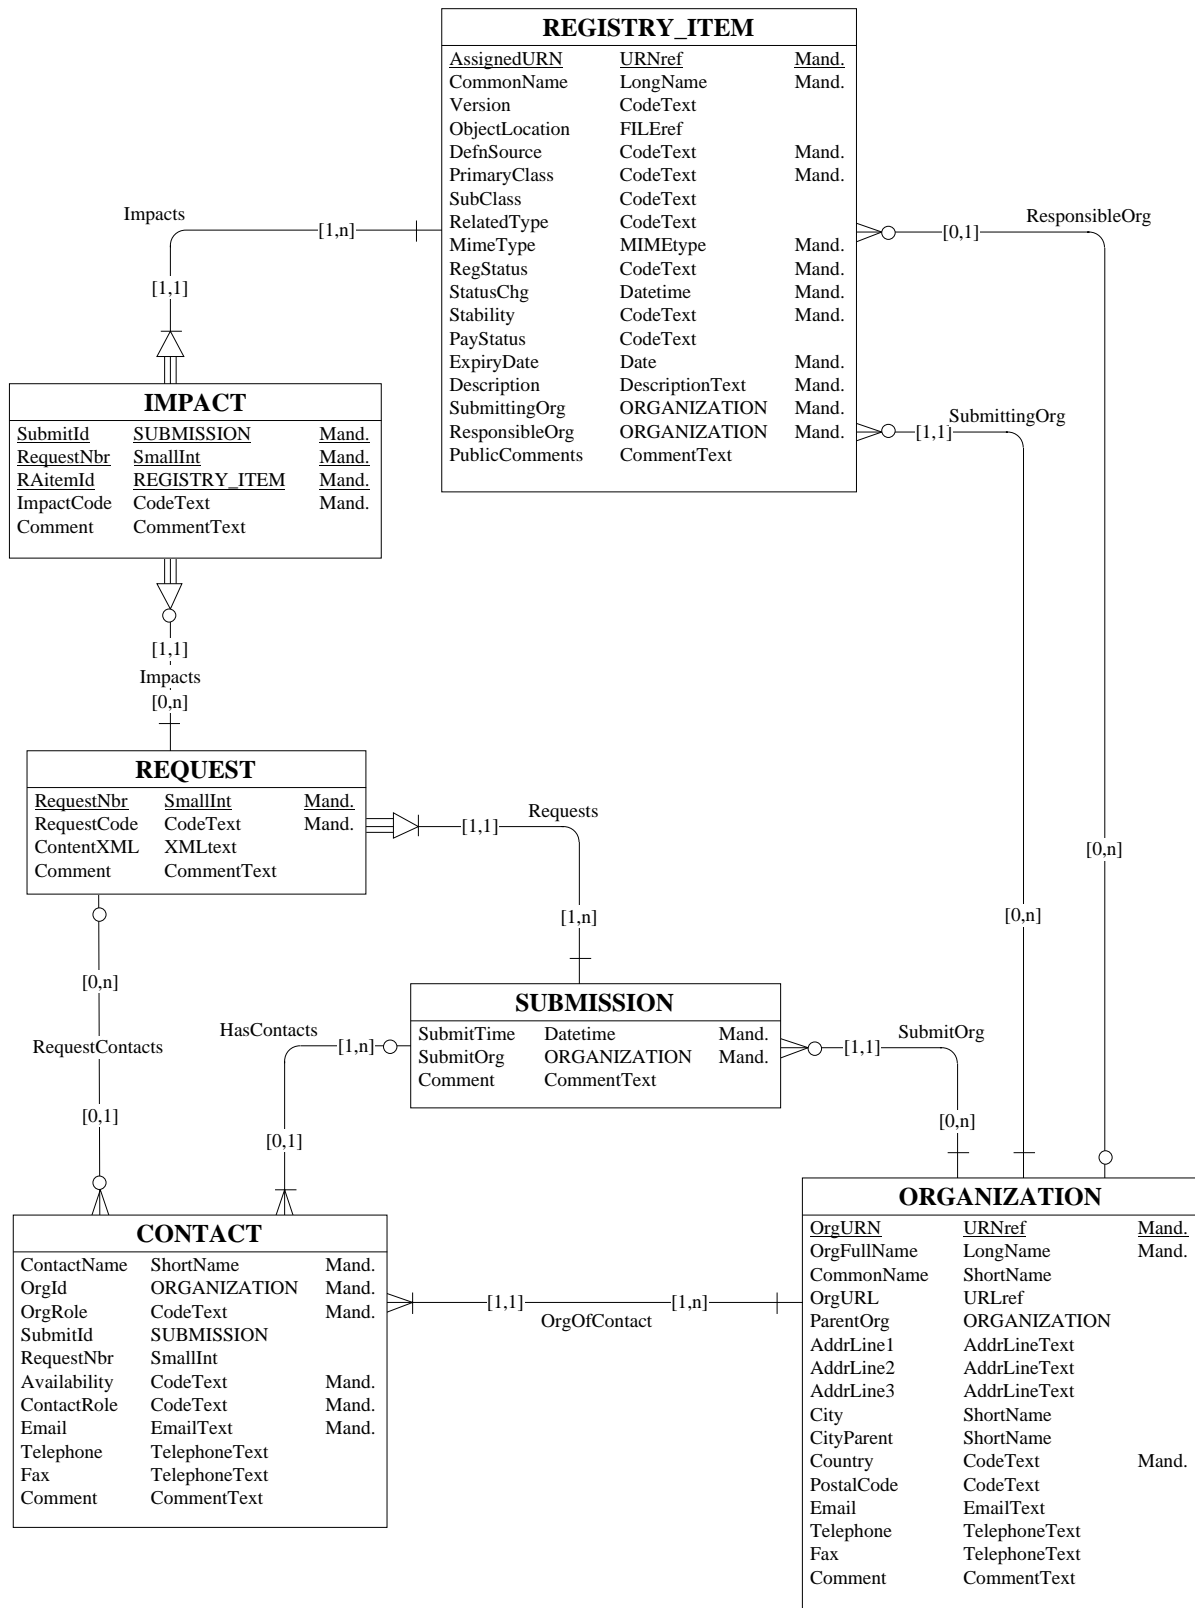 REGISTRY_ITEM
AssignedURN URNref Mand.
CommonName LongName Mand.
Version CodeText
ObjectLocation FILEref
DefnSource CodeText Mand.
PrimaryClass CodeText Mand.
SubClass CodeText
RelatedType CodeText
MimeType MIMEtype Mand.
RegStatus CodeText Mand.
StatusChg Datetime Mand.
Stability CodeText Mand.
PayStatus CodeText
ExpiryDate Date Mand.
Description DescriptionText Mand.
SubmittingOrg ORGANIZATION Mand.
ResponsibleOrg ORGANIZATION Mand.
PublicComments CommentText
Impacts
[1,n]
[1,1]
ResponsibleOrg
[0,1]
[0,n]
SubmittingOrg
[1,1]
[0,n]
IMPACT
SubmitId SUBMISSION Mand.
RequestNbr SmallInt Mand.
RAitemId REGISTRY_ITEM Mand.
ImpactCode CodeText Mand.
Comment CommentText
[1,1]
Impacts
[0,n]
REQUEST
RequestNbr SmallInt Mand.
RequestCode CodeText Mand.
ContentXML XMLtext
Comment CommentText
Requests
[1,1]
[1,n]
[0,n]
RequestContacts
[0,1]
SUBMISSION
SubmitTime Datetime Mand.
SubmitOrg ORGANIZATION Mand.
Comment CommentText
HasContacts
[1,n]
[0,1]
SubmitOrg
[1,1]
[0,n]
CONTACT
ContactName ShortName Mand.
OrgId ORGANIZATION Mand.
OrgRole CodeText Mand.
SubmitId SUBMISSION
RequestNbr SmallInt
Availability CodeText Mand.
ContactRole CodeText Mand.
Email EmailText Mand.
Telephone TelephoneText
Fax TelephoneText
Comment CommentText
[1,1] [1,n]
OrgOfContact
ORGANIZATION
OrgURN URNref Mand.
OrgFullName LongName Mand.
CommonName ShortName
OrgURL URLref
ParentOrg ORGANIZATION
AddrLine1 AddrLineText
AddrLine2 AddrLineText
AddrLine3 AddrLineText
City ShortName
CityParent ShortName
Country CodeText Mand.
PostalCode CodeText
Email EmailText
Telephone TelephoneText
Fax TelephoneText
Comment CommentText